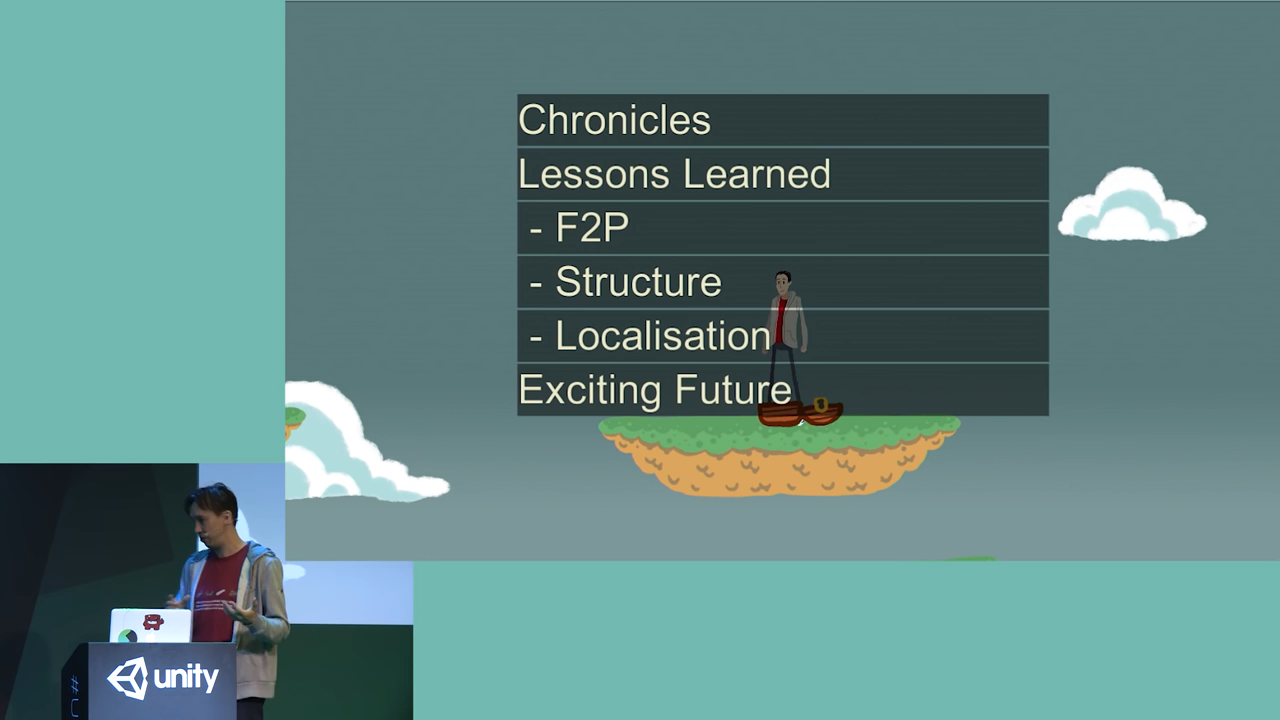 Chronicles
Lessons Learned
- F2P
- Structure
- Localisation
Exciting Future
unity
#U